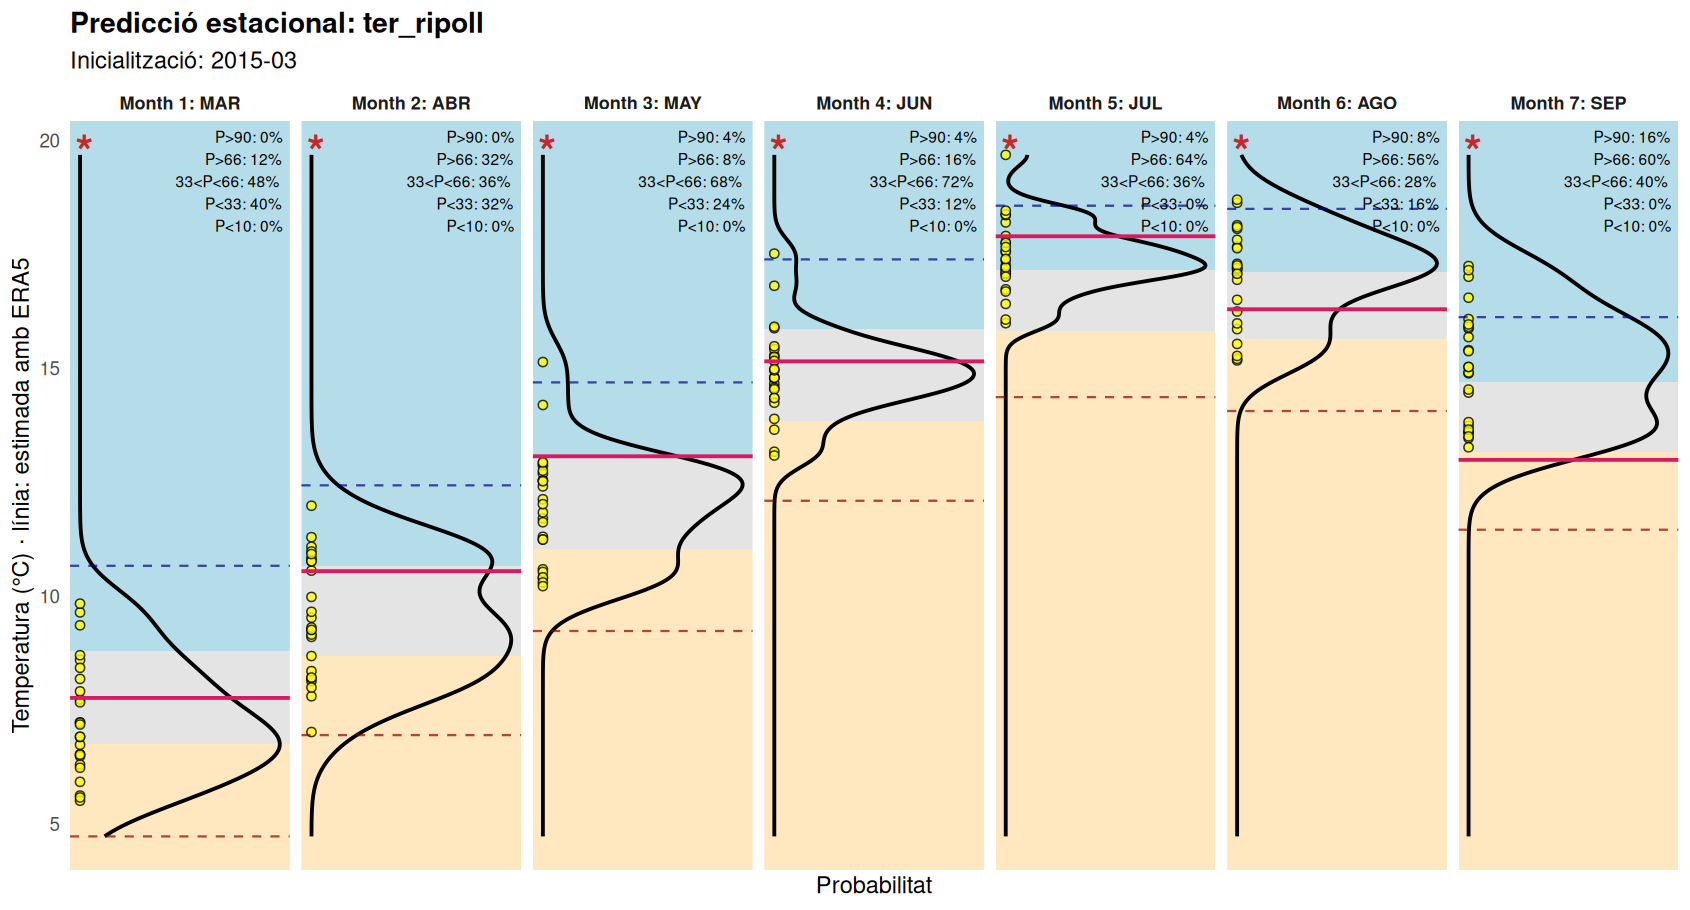 Predicció estacional: ter_ripoll
Inicialització: 2015-03
Month 1: MAR
Month 2: ABR
Month 3: MAY
Month 4: JUN
Month 5: JUL
Month 6: AGO
Month 7: SEP
P>90: 0%
P>66: 12%
33<P<66: 48%
P<33: 40%
P<10: 0%
P>90: 0%
P>66: 32%
33<P<66: 36%
P<33: 32%
P<10: 0%
P>90: 4%
P>66: 8%
33<P<66: 68%
P<33: 24%
P<10: 0%
P>90: 4%
P>66: 16%
33<P<66: 72%
P<33: 12%
P<10: 0%
P>90: 4%
P>66: 64%
33<P<66: 36%
P<33: 0%
P<10: 0%
P>90: 8%
P>66: 56%
33<P<66: 28%
P<33: 16%
P<10: 0%
P>90: 16%
P>66: 60%
33<P<66: 40%
P<33: 0%
P<10: 0%
20
15
10
5
Temperatura (°C) · línia: estimada amb ERA5
Probabilitat